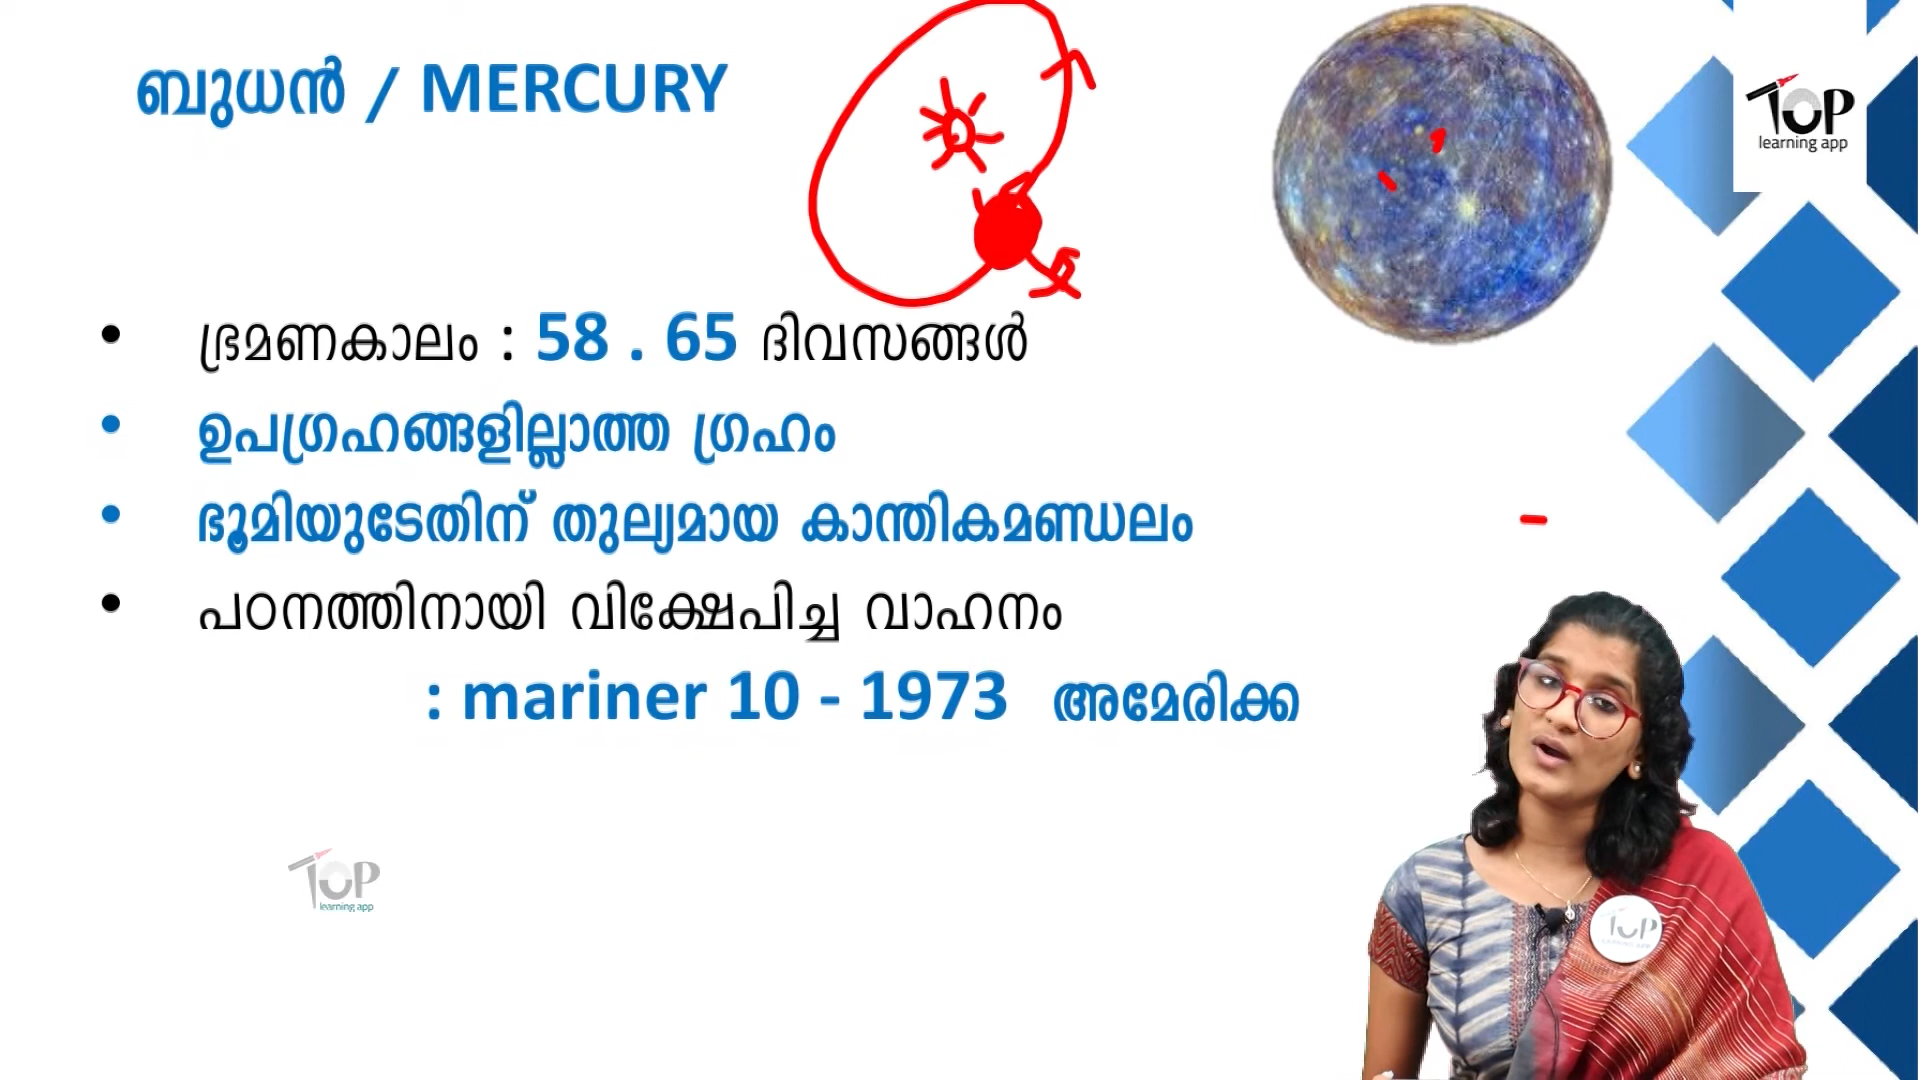 ബുധൻ / MERCURY
TOP
learning app
• ഭ്രമണകാലം : 58 . 65 ദിവസങ്ങൾ
• ഉപഗ്രഹങ്ങളില്ലാത്ത ഗ്രഹം
• ഭൂമിയുടേതിന് തുല്യമായ കാന്തികമണ്ഡലം
• പഠനത്തിനായി വിക്ഷേപിച്ച വാഹനം
: mariner 10 - 1973 അമേരിക്ക
TOP
learning app
TOP